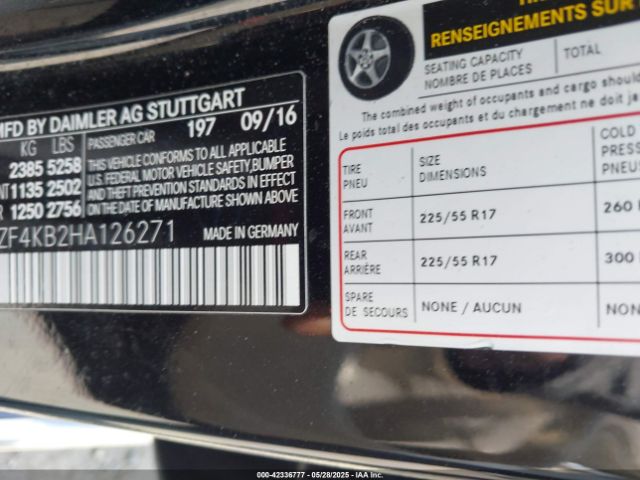 MFD BY DAIMLER AG STUTTGART
KG LBS
PASSENGER CAR 197 09/16
2385 5258
1135 2502
1250 2756
THIS VEHICLE CONFORMS TO ALL APPLICABLE
U.S. FEDERAL MOTOR VEHICLE SAFETY, BUMPER
AND THEFT PREVENTION STANDARDS IN EFFECT
ON THE DATE OF MANUFACTURE SHOWN ABOVE.
ZF4KB2HA126271
MADE IN GERMANY
RENSEIGNEMENTS SUR
SEATING CAPACITY
NOMBRE DE PLACES
TOTAL
The combined weight of occupants and cargo should
Le poids total des occupants et du chargement ne doit
TIRE
PNEU
SIZE
DIMENSIONS
COLD
FRONT
AVANT
225/55 R17
260
REAR
ARRIÈRE
225/55 R17
300
SPARE
DE SECOURS
NONE / AUCUN
000-42336777 - 05/28/2025 - IAA Inc.